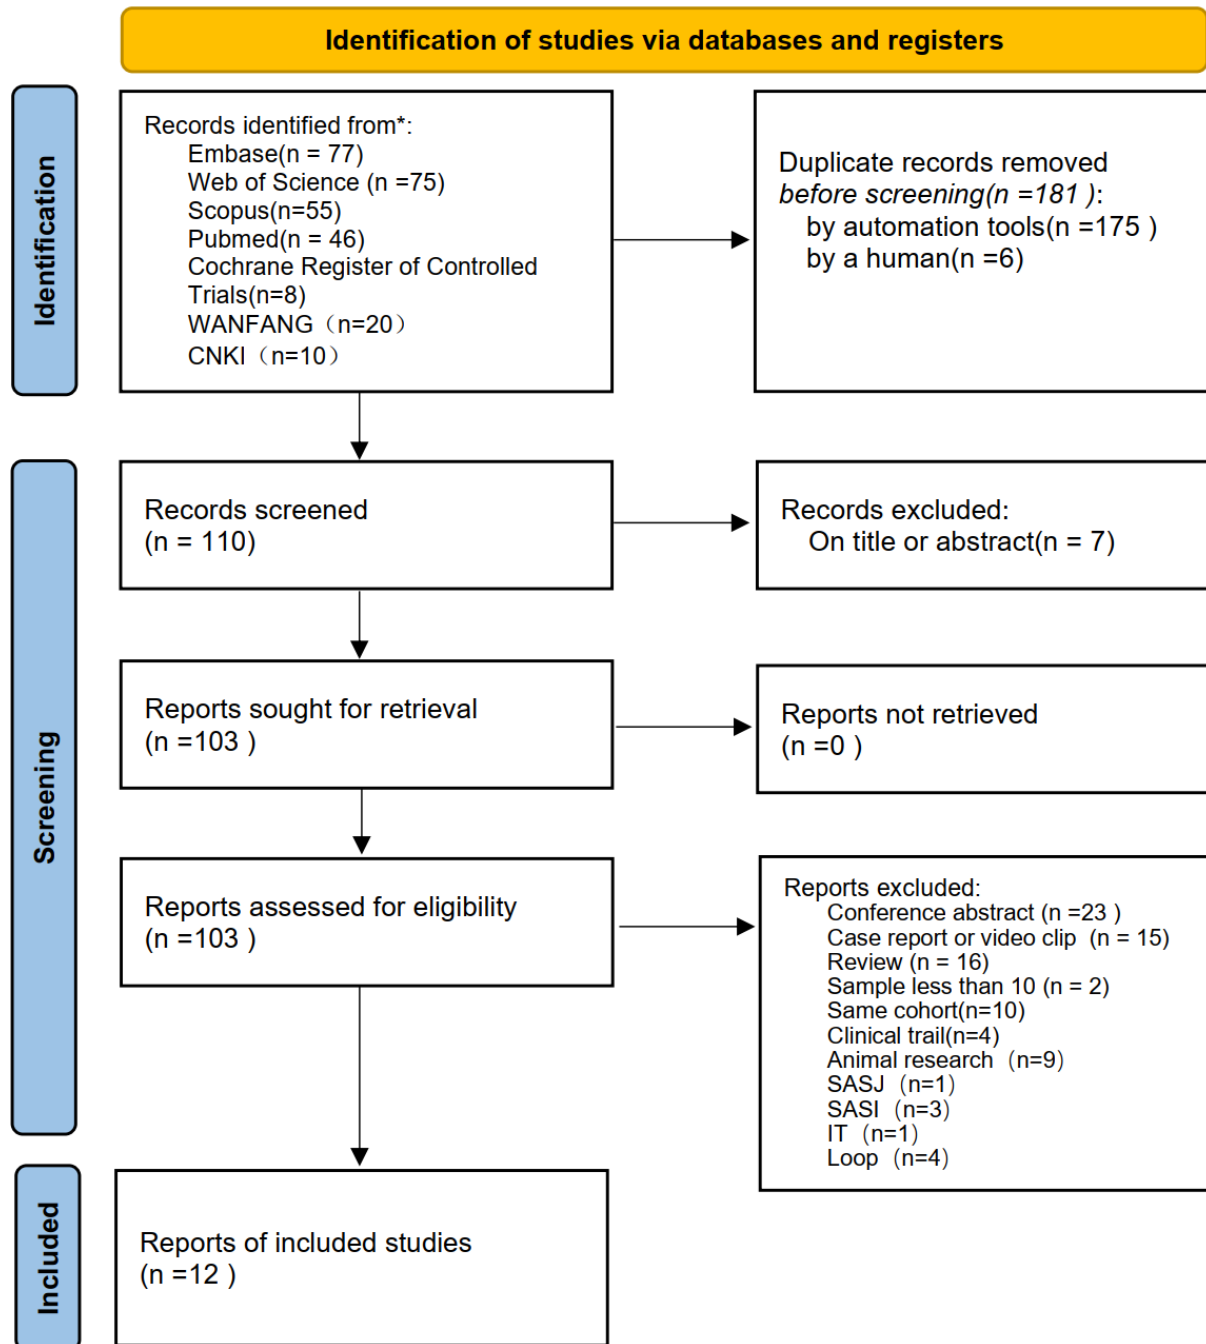 Identification of studies via databases and registers
Identification
Records identified from*:
Embase(n = 77)
Web of Science (n =75)
Scopus(n=55)
Pubmed(n = 46)
Cochrane Register of Controlled
Trials(n=8)
WANFANG（n=20）
CNKI（n=10）
Duplicate records removed
before screening(n =181 ):
by automation tools(n =175 )
by a human(n =6)
Screening
Records screened
(n = 110)
Records excluded:
On title or abstract(n = 7)
Reports sought for retrieval
(n =103 )
Reports not retrieved
(n =0 )
Reports assessed for eligibility
(n =103 )
Reports excluded:
Conference abstract (n =23 )
Case report or video clip (n = 15)
Review (n = 16)
Sample less than 10 (n = 2)
Same cohort(n=10)
Clinical trail(n=4)
Animal research（n=9）
SASJ（n=1）
SASI（n=3）
IT（n=1）
Loop（n=4）
Included
Reports of included studies
(n =12 )